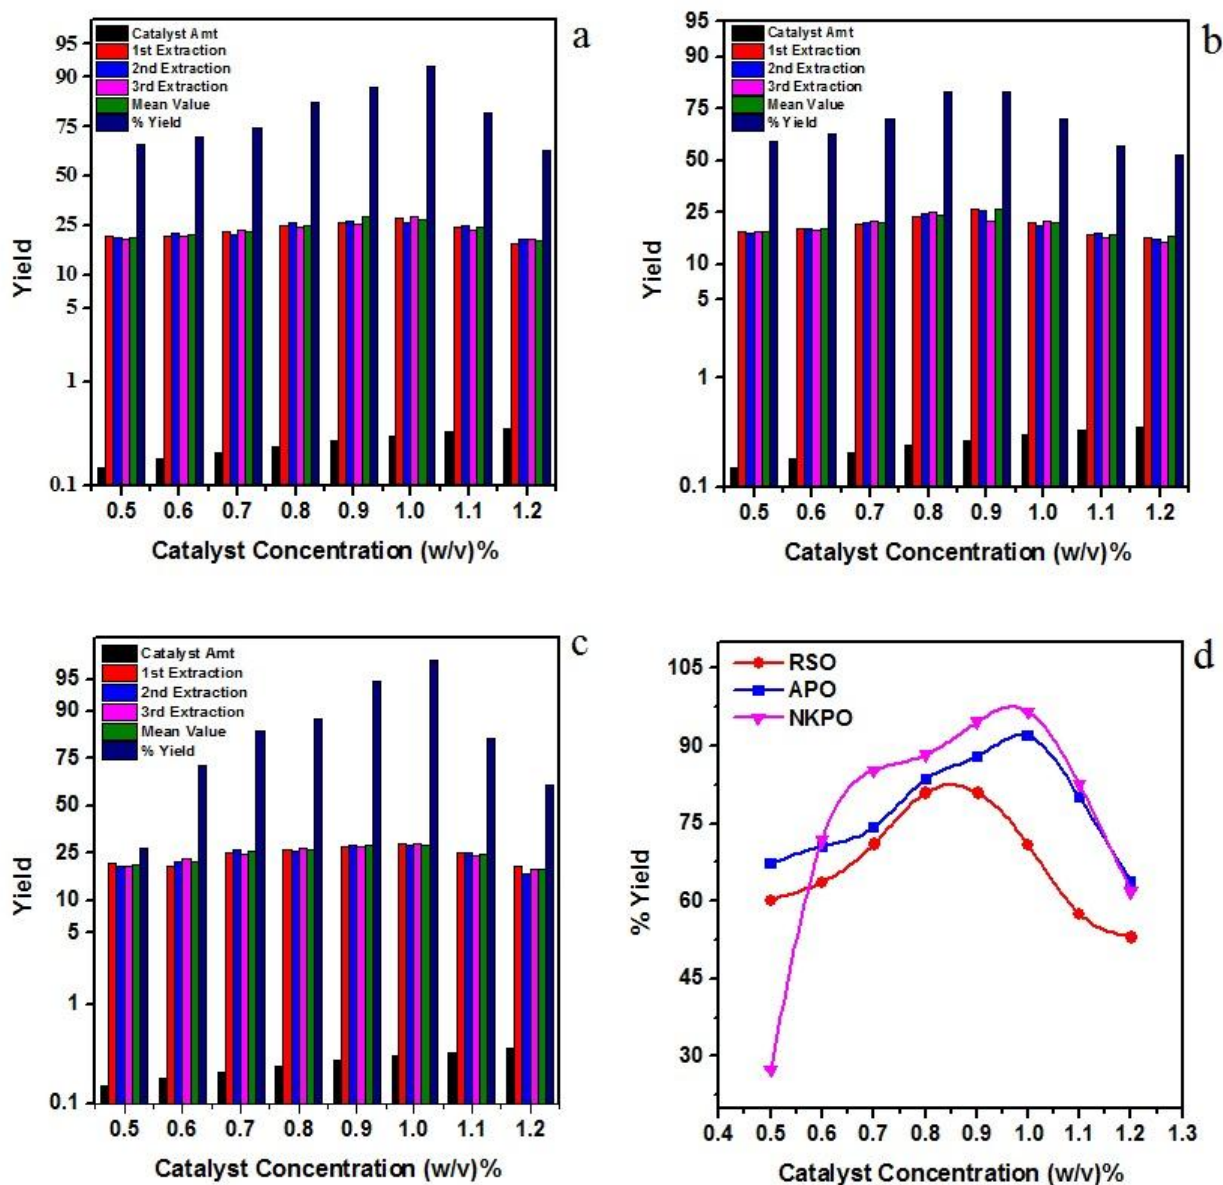 a
Catalyst Amt
1st Extraction
2nd Extraction
3rd Extraction
Mean Value
% Yield
95
90
75
50
25
10
5
1
0.1
Yield
0.5 0.6 0.7 0.8 0.9 1.0 1.1 1.2
Catalyst Concentration (w/v)%
b
Catalyst Amt
1st Extraction
2nd Extraction
3rd Extraction
Mean Value
% Yield
95
90
75
50
25
10
5
1
0.1
Yield
0.5 0.6 0.7 0.8 0.9 1.0 1.1 1.2
Catalyst Concentration (w/v)%
c
Catalyst Amt
1st Extraction
2nd Extraction
3rd Extraction
Mean Value
% Yield
95
90
75
50
25
10
5
1
0.1
Yield
0.5 0.6 0.7 0.8 0.9 1.0 1.1 1.2
Catalyst Concentration (w/v)%
d
RSO
APO
NKPO
105
90
75
60
45
30
% Yield
0.4 0.5 0.6 0.7 0.8 0.9 1.0 1.1 1.2 1.3
Catalyst Concentration (w/v)%